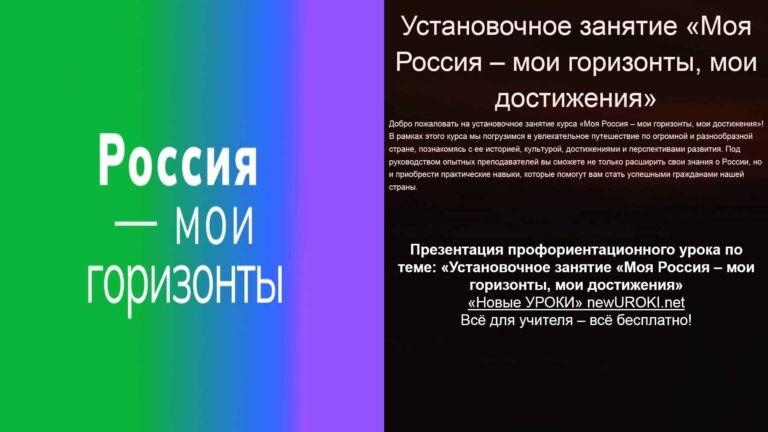 Россия
— мои
горизонты
Установочное занятие «Моя
Россия – мои горизонты, мои
достижения»
Добро пожаловать на установочное занятие курса «Моя Россия – мои горизонты, мои достижения»!
В рамках этого курса мы погрузимся в увлекательное путешествие по огромной и разнообразной
стране, познакомясь с ее историей, культурой, достижениями и перспективами развития. Под
руководством опытных преподавателей вы сможете не только расширить свои знания о России, но
и приобрести практические навыки, которые помогут вам стать успешными гражданами нашей
страны.
Презентация профориентационного урока по
теме: «Установочное занятие «Моя Россия – мои
горизонты, мои достижения»
«Новые УРОКИ» newUROKI.net
Всё для учителя – всё бесплатно!